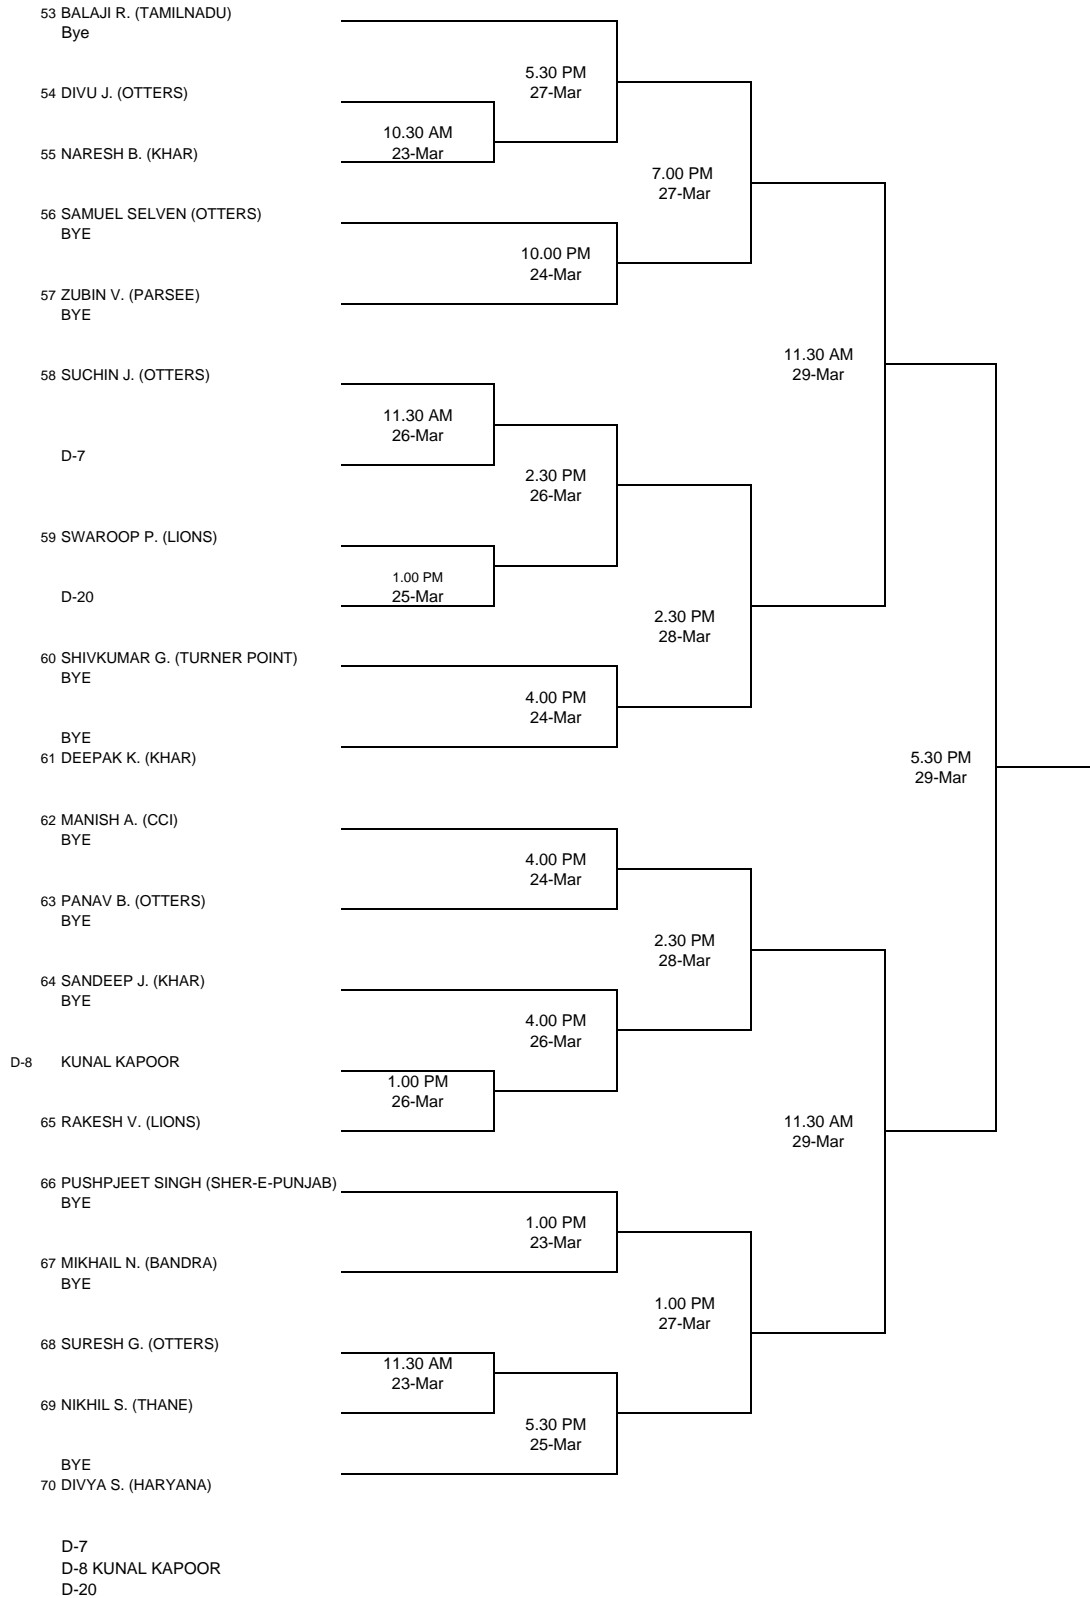 53 BALAJI R. (TAMILNADU)
Bye
5.30 PM
27-Mar
54 DIVU J. (OTTERS)
10.30 AM
23-Mar
55 NARESH B. (KHAR)
7.00 PM
27-Mar
56 SAMUEL SELVEN (OTTERS)
BYE
10.00 PM
24-Mar
57 ZUBIN V. (PARSEE)
BYE
11.30 AM
29-Mar
58 SUCHIN J. (OTTERS)
11.30 AM
26-Mar
D-7
2.30 PM
26-Mar
59 SWAROOP P. (LIONS)
1.00 PM
25-Mar
D-20
2.30 PM
28-Mar
60 SHIVKUMAR G. (TURNER POINT)
BYE
4.00 PM
24-Mar
BYE
61 DEEPAK K. (KHAR)
5.30 PM
29-Mar
62 MANISH A. (CCI)
BYE
4.00 PM
24-Mar
63 PANAV B. (OTTERS)
BYE
2.30 PM
28-Mar
64 SANDEEP J. (KHAR)
BYE
4.00 PM
26-Mar
D-8 KUNAL KAPOOR
1.00 PM
26-Mar
65 RAKESH V. (LIONS)
11.30 AM
29-Mar
66 PUSHPJEET SINGH (SHER-E-PUNJAB)
BYE
1.00 PM
23-Mar
67 MIKHAIL N. (BANDRA)
BYE
1.00 PM
27-Mar
68 SURESH G. (OTTERS)
11.30 AM
23-Mar
69 NIKHIL S. (THANE)
5.30 PM
25-Mar
BYE
70 DIVYA S. (HARYANA)
D-7
D-8 KUNAL KAPOOR
D-20